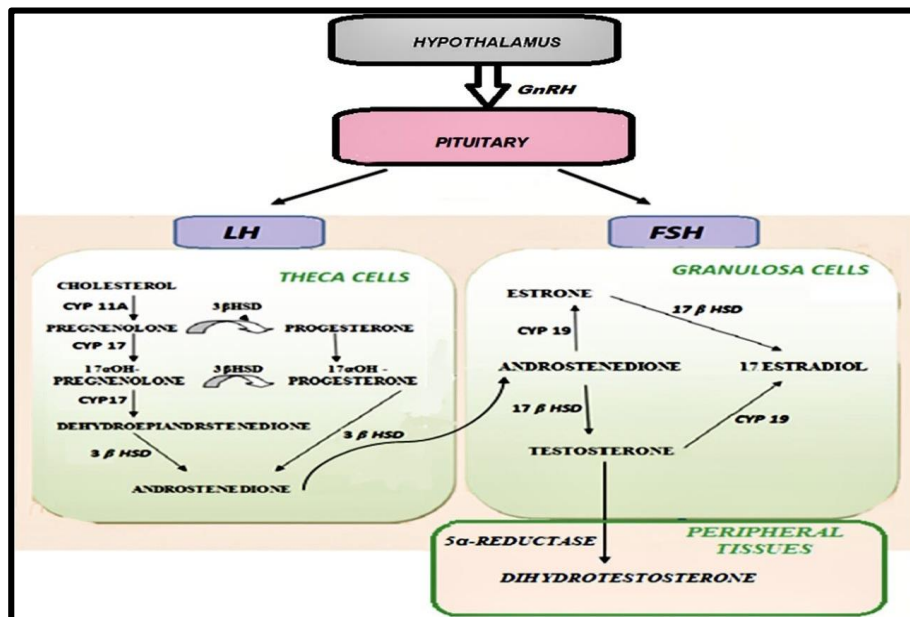 HYPOTHALAMUS
GnRH
PITUITARY
LH
FSH
THECA CELLS
CHOLESTEROL
CYP 11A
3βHSD
PREGNENOLONE
PROGESTERONE
CYP 17
17αOH-
PREGNENOLONE
3βHSD
17αOH -
PROGESTERONE
CYP17
DEHYDROEPIANDRSTENEDIONE
3 β HSD
3 β HSD
ANDROSTENEDIONE
GRANULOSA CELLS
ESTRONE
17 β HSD
CYP 19
ANDROSTENEDIONE
17 ESTRADIOL
17 β HSD
CYP 19
TESTOSTERONE
5α-REDUCTASE
PERIPHERAL
TISSUES
DIHYDROTESTOSTERONE